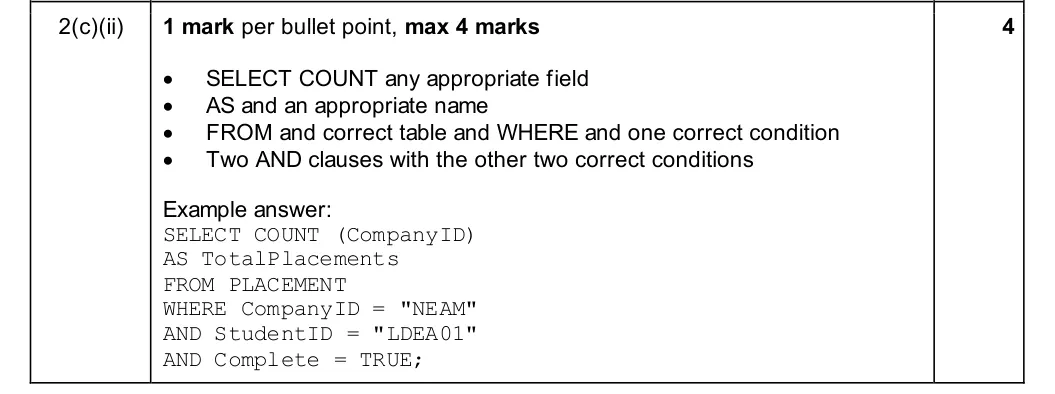 2(c)(ii) 1 mark per bullet point, max 4 marks 4
• SELECT COUNT any appropriate field
• AS and an appropriate name
• FROM and correct table and WHERE and one correct condition
• Two AND clauses with the other two correct conditions
Example answer:
SELECT COUNT (CompanyID)
AS TotalPlacements
FROM PLACEMENT
WHERE CompanyID = "NEAM"
AND StudentID = "LDEA01"
AND Complete = TRUE;